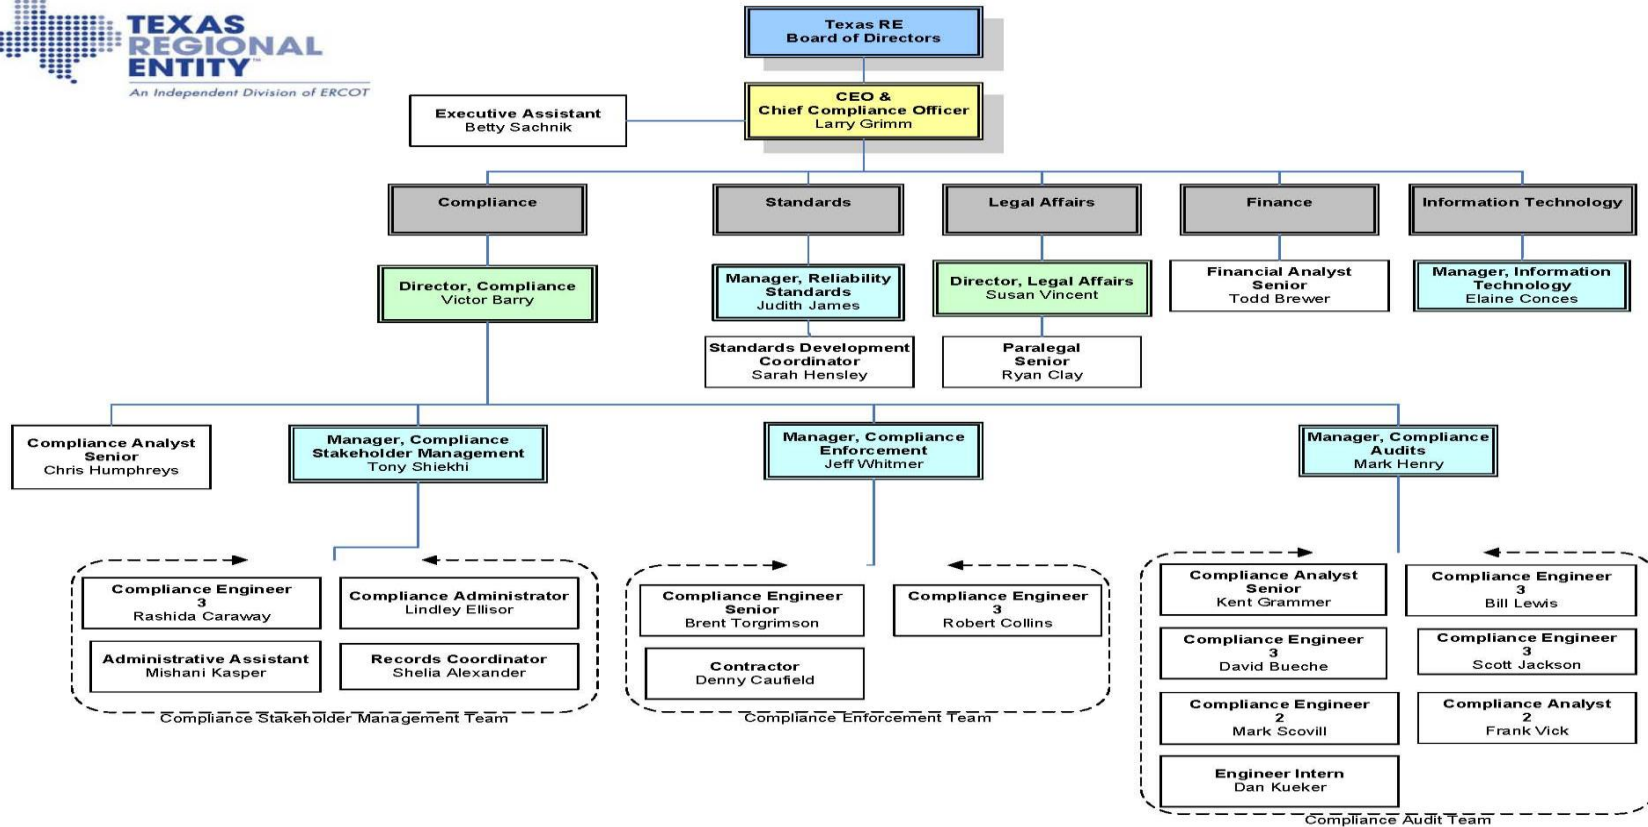 TEXAS
REGIONAL
ENTITY™
An Independent Division of ERCOT
Texas RE
Board of Directors
CEO &
Chief Compliance Officer
Larry Grimm
Executive Assistant
Betty Sachnik
Compliance
Standards
Legal Affairs
Finance
Information Technology
Director, Compliance
Victor Barry
Manager, Reliability
Standards
Judith James
Director, Legal Affairs
Susan Vincent
Financial Analyst
Senior
Todd Brewer
Manager, Information
Technology
Elaine Conces
Standards Development
Coordinator
Sarah Hensley
Paralegal
Senior
Ryan Clay
Compliance Analyst
Senior
Chris Humphreys
Manager, Compliance
Stakeholder Management
Tony Shiekhi
Manager, Compliance
Enforcement
Jeff Whitmer
Manager, Compliance
Audits
Mark Henry
Compliance Engineer
3
Rashida Caraway
Compliance Administrator
Lindley Ellisor
Administrative Assistant
Mishani Kasper
Records Coordinator
Shelia Alexander
Compliance Stakeholder Management Team
Compliance Engineer
Senior
Brent Torgrimson
Compliance Engineer
3
Robert Collins
Contractor
Denny Caufield
Compliance Enforcement Team
Compliance Analyst
Senior
Kent Grammer
Compliance Engineer
3
Bill Lewis
Compliance Engineer
3
David Bueche
Compliance Engineer
3
Scott Jackson
Compliance Engineer
2
Mark Scovill
Compliance Analyst
2
Frank Vick
Engineer Intern
Dan Kueker
Compliance Audit Team